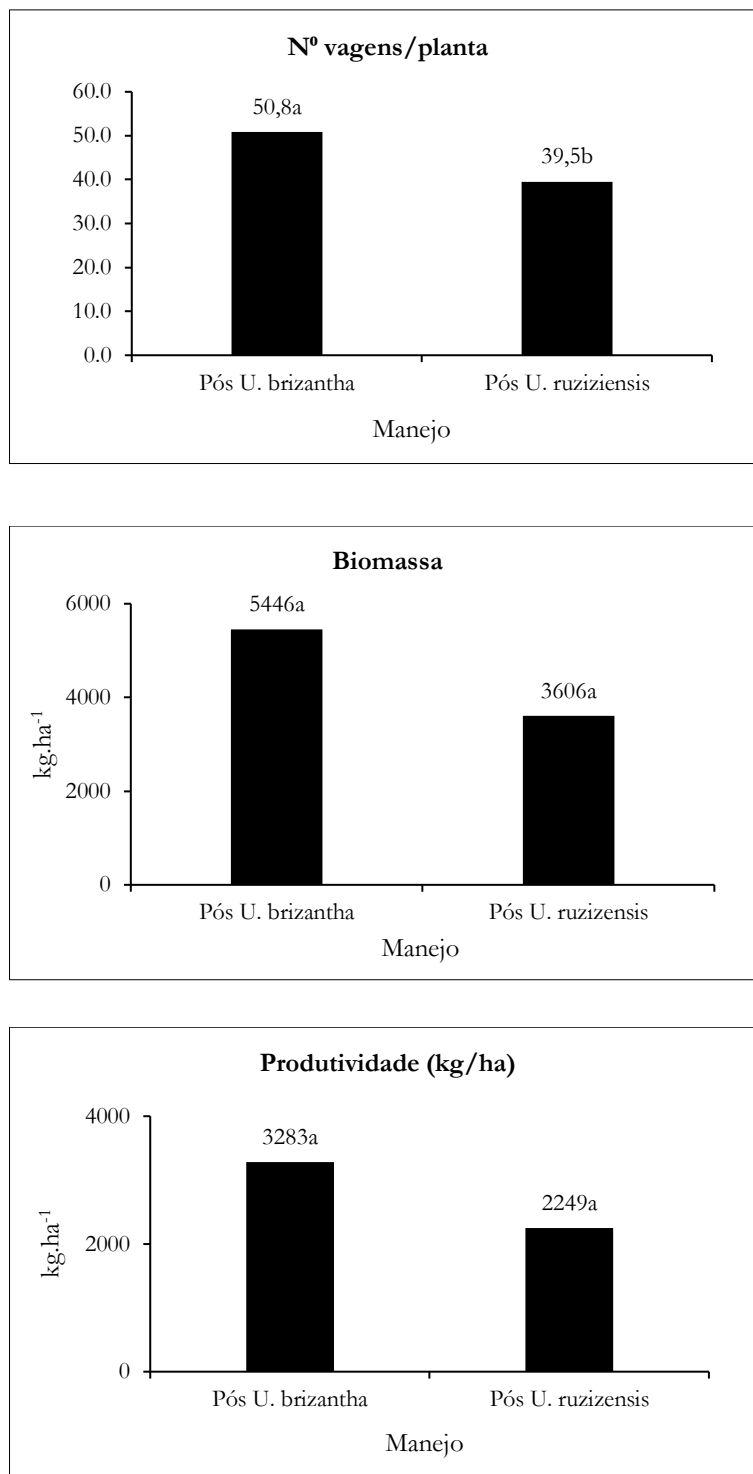 Nº vagens/planta
60.0
50.0
40.0
30.0
20.0
10.0
0.0
50,8a
39,5b
Pós U. brizantha
Pós U. ruziziensis
Manejo
Biomassa
kg.ha-1
6000
4000
2000
0
5446a
3606a
Pós U. brizantha
Pós U. ruzizensis
Manejo
Produtividade (kg/ha)
kg.ha-1
4000
2000
0
3283a
2249a
Pós U. brizantha
Pós U. ruzizensis
Manejo